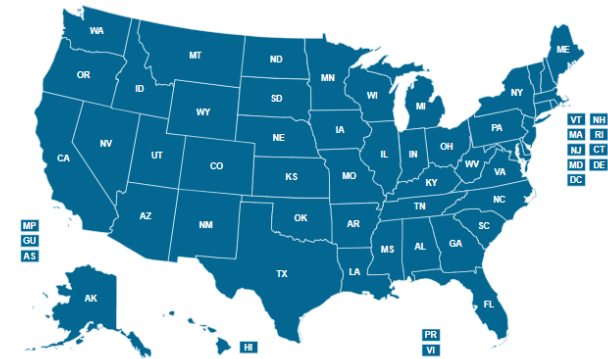 WA
ME
MT
ND
MN
OR
ID
SD
WI
MI
NY
WY
VT NH
IA
PA
MA RI
NE
NV
OH
NJ CT
CA
UT
CO
IL
IN
WV
MD DE
VA
KS
MO
KY
DC
NC
TN
AZ
NM
OK
AR
SC
MP
GU
MS
AL
GA
AS
TX
LA
AK
FL
PR
HI
VI